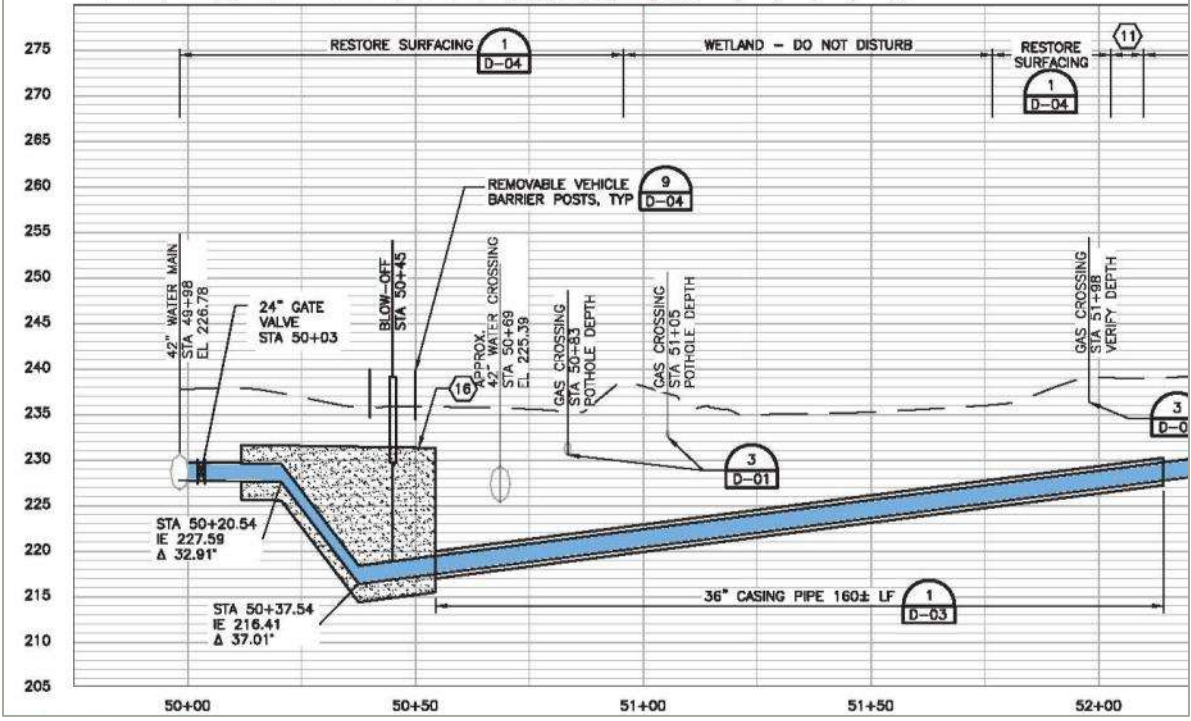 275
270
265
260
255
250
245
240
235
230
225
220
215
210
205
RESTORE SURFACING
1
D-04
WETLAND - DO NOT DISTURB
RESTORE
SURFACING
1
D-04
11
REMOVABLE VEHICLE
BARRIER POSTS, TYP
9
D-04
42" WATER MAIN
STA 49+98
EL 226.78
24" GATE
VALVE
STA 50+03
BLOW-OFF
STA 50+45
16
APPROX.
42" WATER CROSSING
STA 50+69
EL 225.39
GAS CROSSING
STA 50+83
POTHOLE DEPTH
GAS CROSSING
STA 51+05
POTHOLE DEPTH
GAS CROSSING
STA 51+98
VERIFY DEPTH
3
D-01
3
STA 50+20.54
IE 227.59
Δ 32.91°
STA 50+37.54
IE 216.41
Δ 37.01°
36" CASING PIPE 160± LF
1
D-03
50+00
50+50
51+00
51+50
52+00